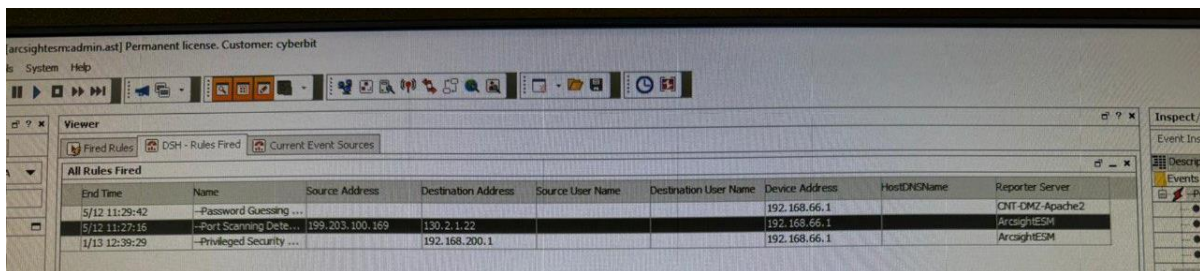 [arcsightesm:admin.ast] Permanent license. Customer: cyberbit
System Help
Viewer
Inspect/
Fired Rules DSH - Rules Fired Current Event Sources
Event Ins
All Rules Fired
Descrip
Events
End Time Name Source Address Destination Address Source User Name Destination User Name Device Address HostDNSName Reporter Server
5/12 11:29:42 --Password Guessing ... 192.168.66.1 CNT-DMZ-Apache2
5/12 11:27:16 --Port Scanning Dete... 199.203.100.169 130.2.1.22 192.168.66.1 ArcsightESM
1/13 12:39:29 --Privileged Security ... 192.168.200.1 192.168.66.1 ArcsightESM